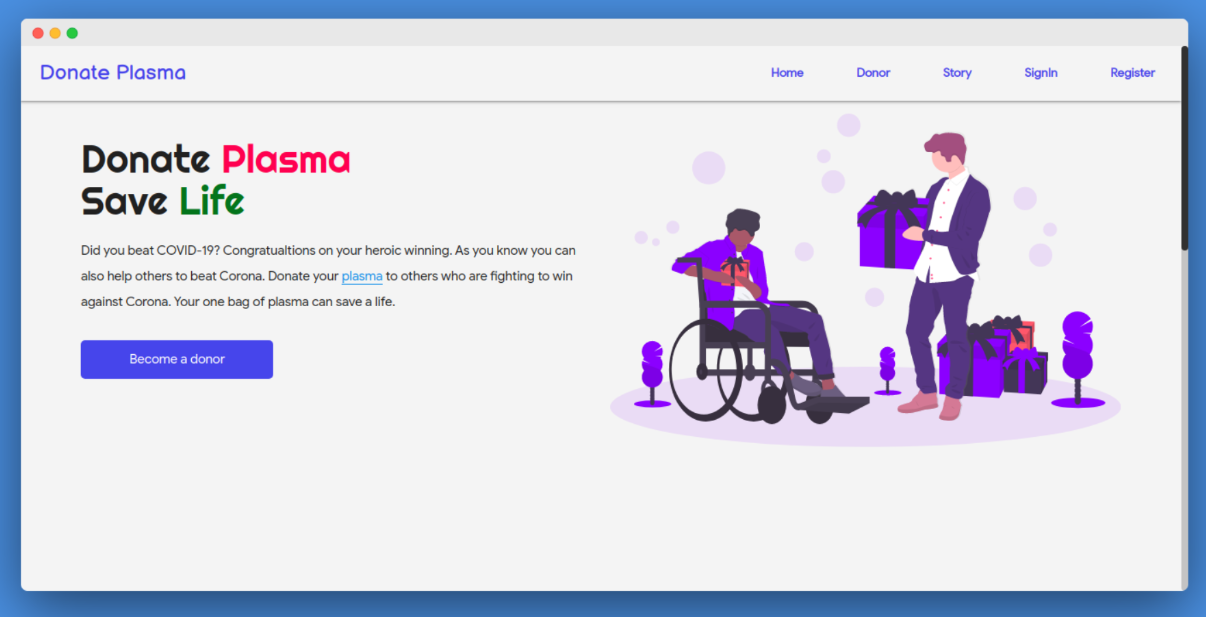 Donate Plasma
Home
Donor
Story
SignIn
Register
Donate Plasma
Save Life
Did you beat COVID-19? Congratualtions on your heroic winning. As you know you can
also help others to beat Corona. Donate your plasma to others who are fighting to win
against Corona. Your one bag of plasma can save a life.
Become a donor